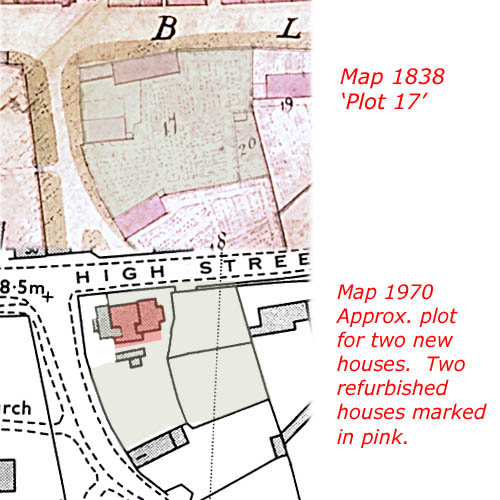 B L
Map 1838
‘Plot 17’
19
17
20
18
HIGH STREE
8·5m
Map 1970
Approx. plot
for two new
houses. Two
refurbished
houses marked
in pink.
rch